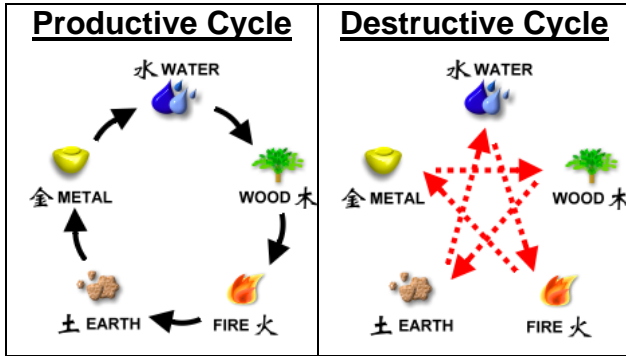 Productive Cycle
水 WATER
金 METAL
WOOD 木
土 EARTH
FIRE 火
Destructive Cycle
水 WATER
金 METAL
WOOD 木
土 EARTH
FIRE 火